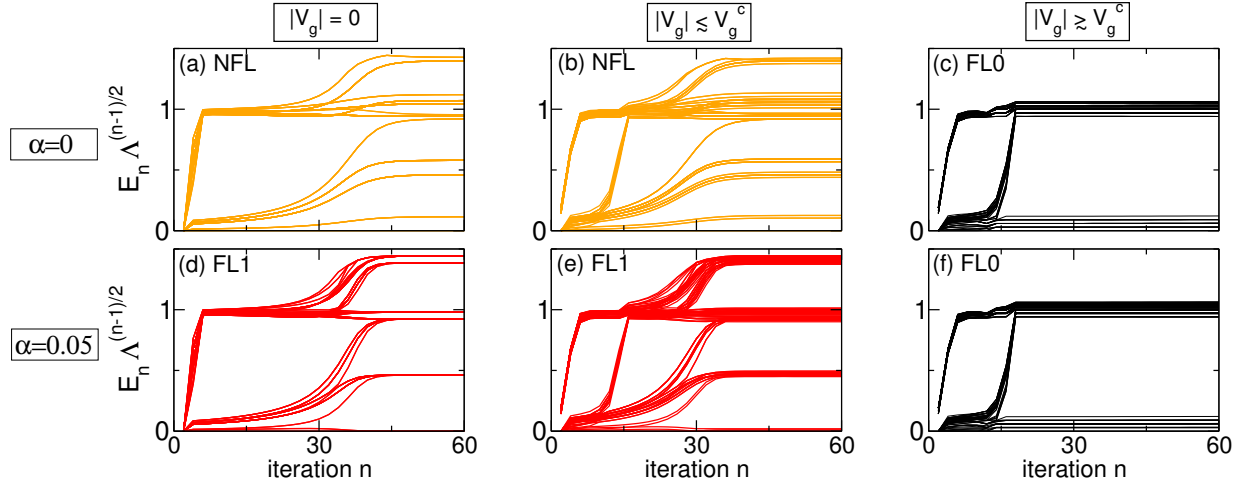 |V_g| = 0
|V_g| ≲ V_g^c
|V_g| ≳ V_g^c
(a) NFL
(b) NFL
(c) FL0
α=0
E_n Λ^(n-1)/2
1
0
1
0
1
0
(d) FL1
(e) FL1
(f) FL0
α=0.05
E_n Λ^(n-1)/2
1
0
1
0
1
0
0 30 60
0 30 60
0 30 60
iteration n
iteration n
iteration n